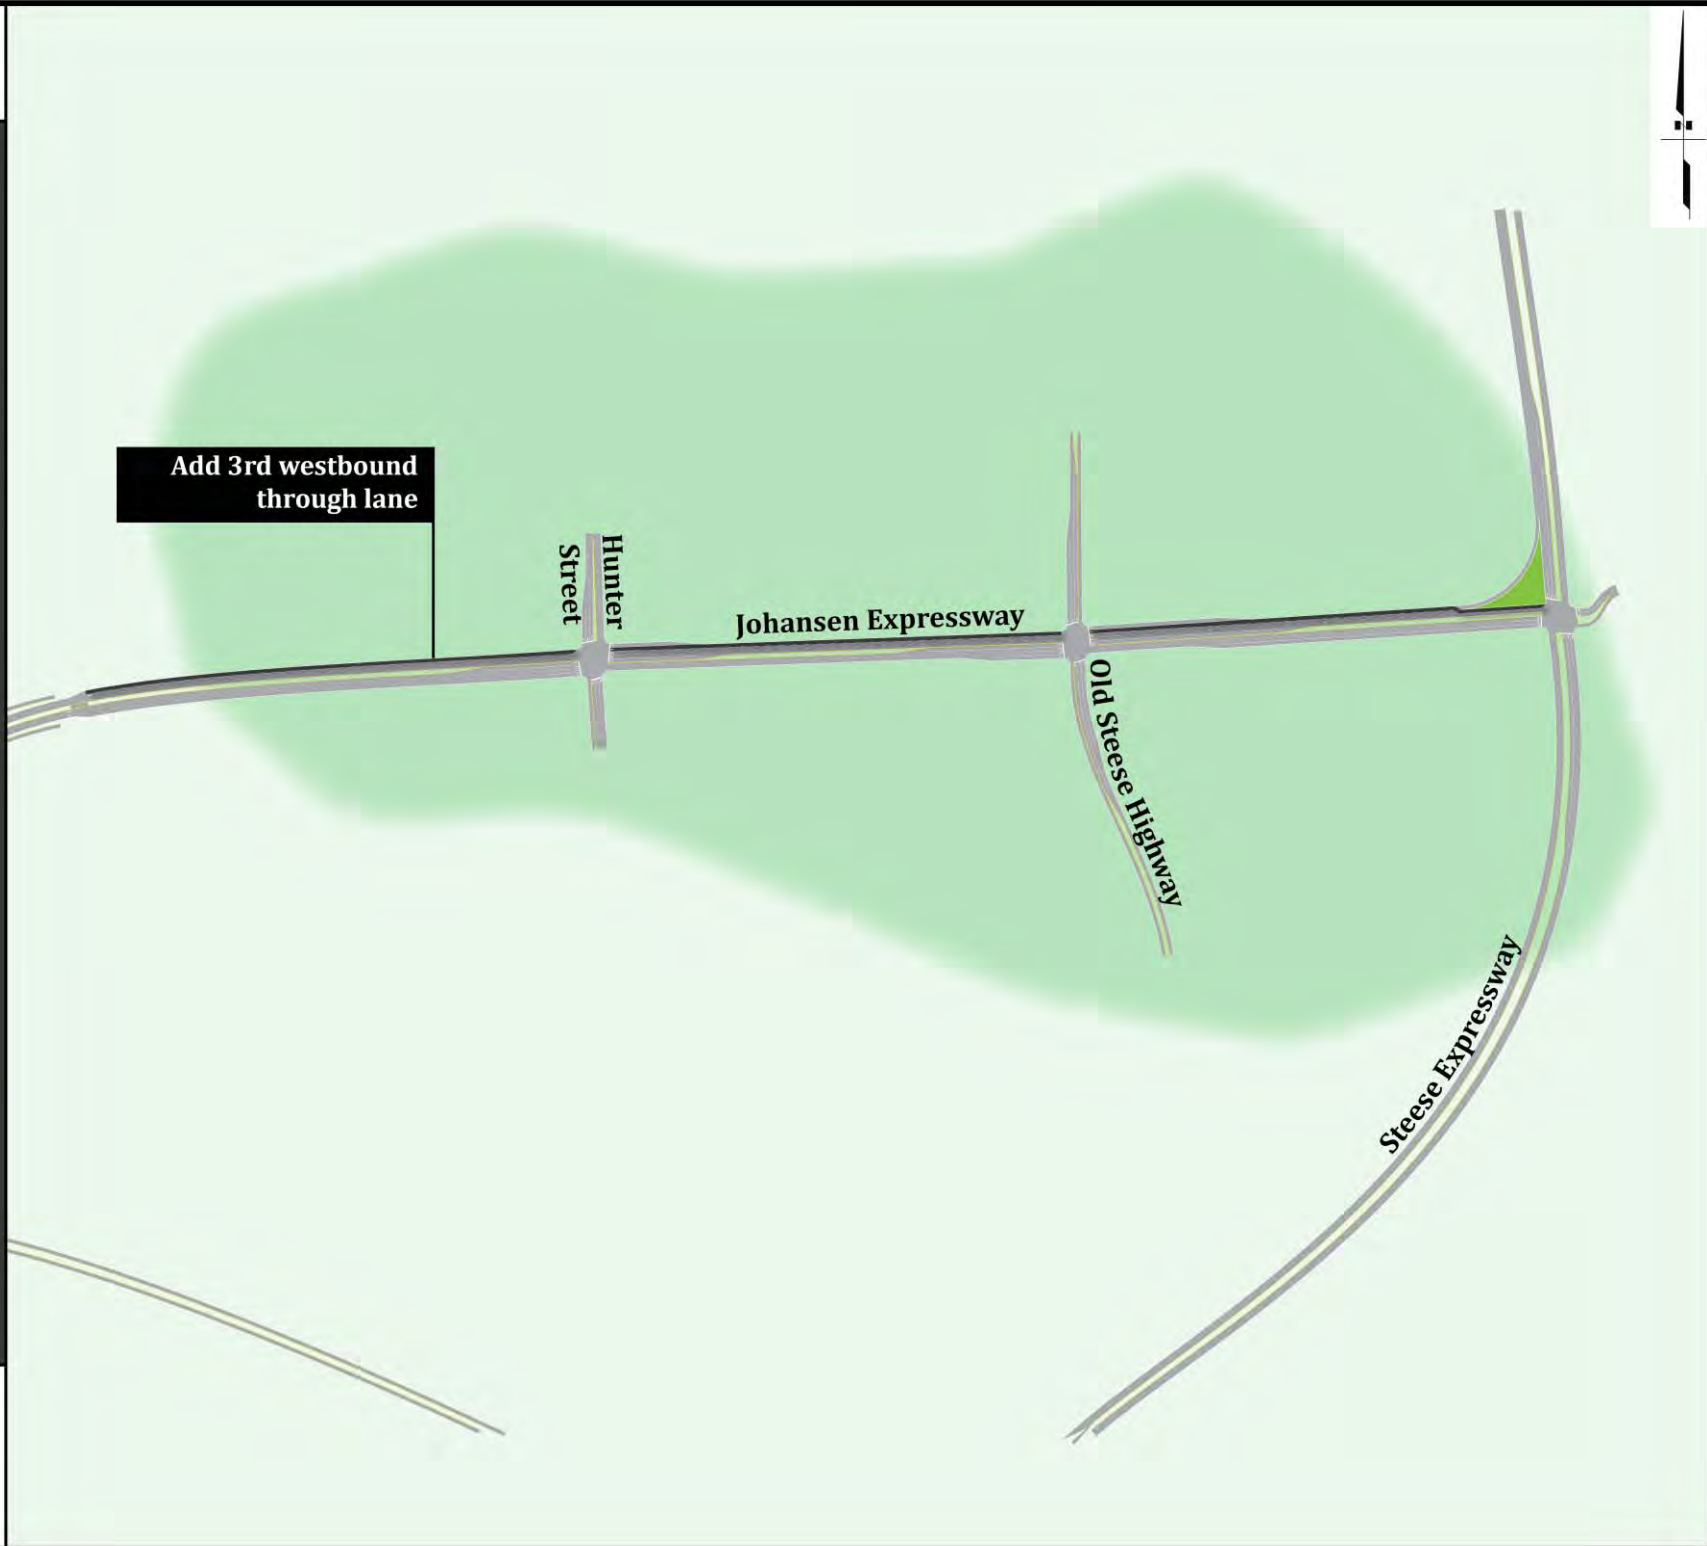 Add 3rd westbound
through lane
Hunter
Street
Johansen Expressway
Old Steese Highway
Steese Expressway